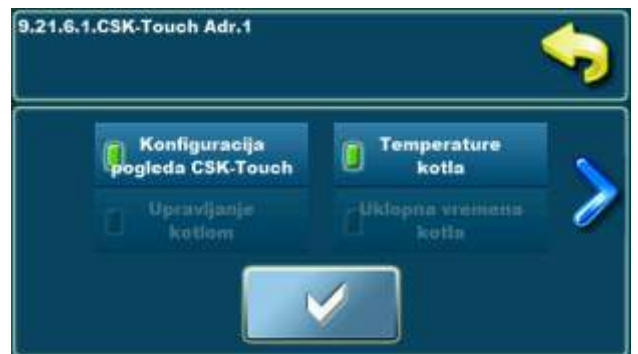 9.21.6.1.CSK-Touch Adr.1
Konfiguracija
pogleda CSK-Touch
Temperature
kotla
Upravljanje
kotlom
Uklopna vremena
kotla